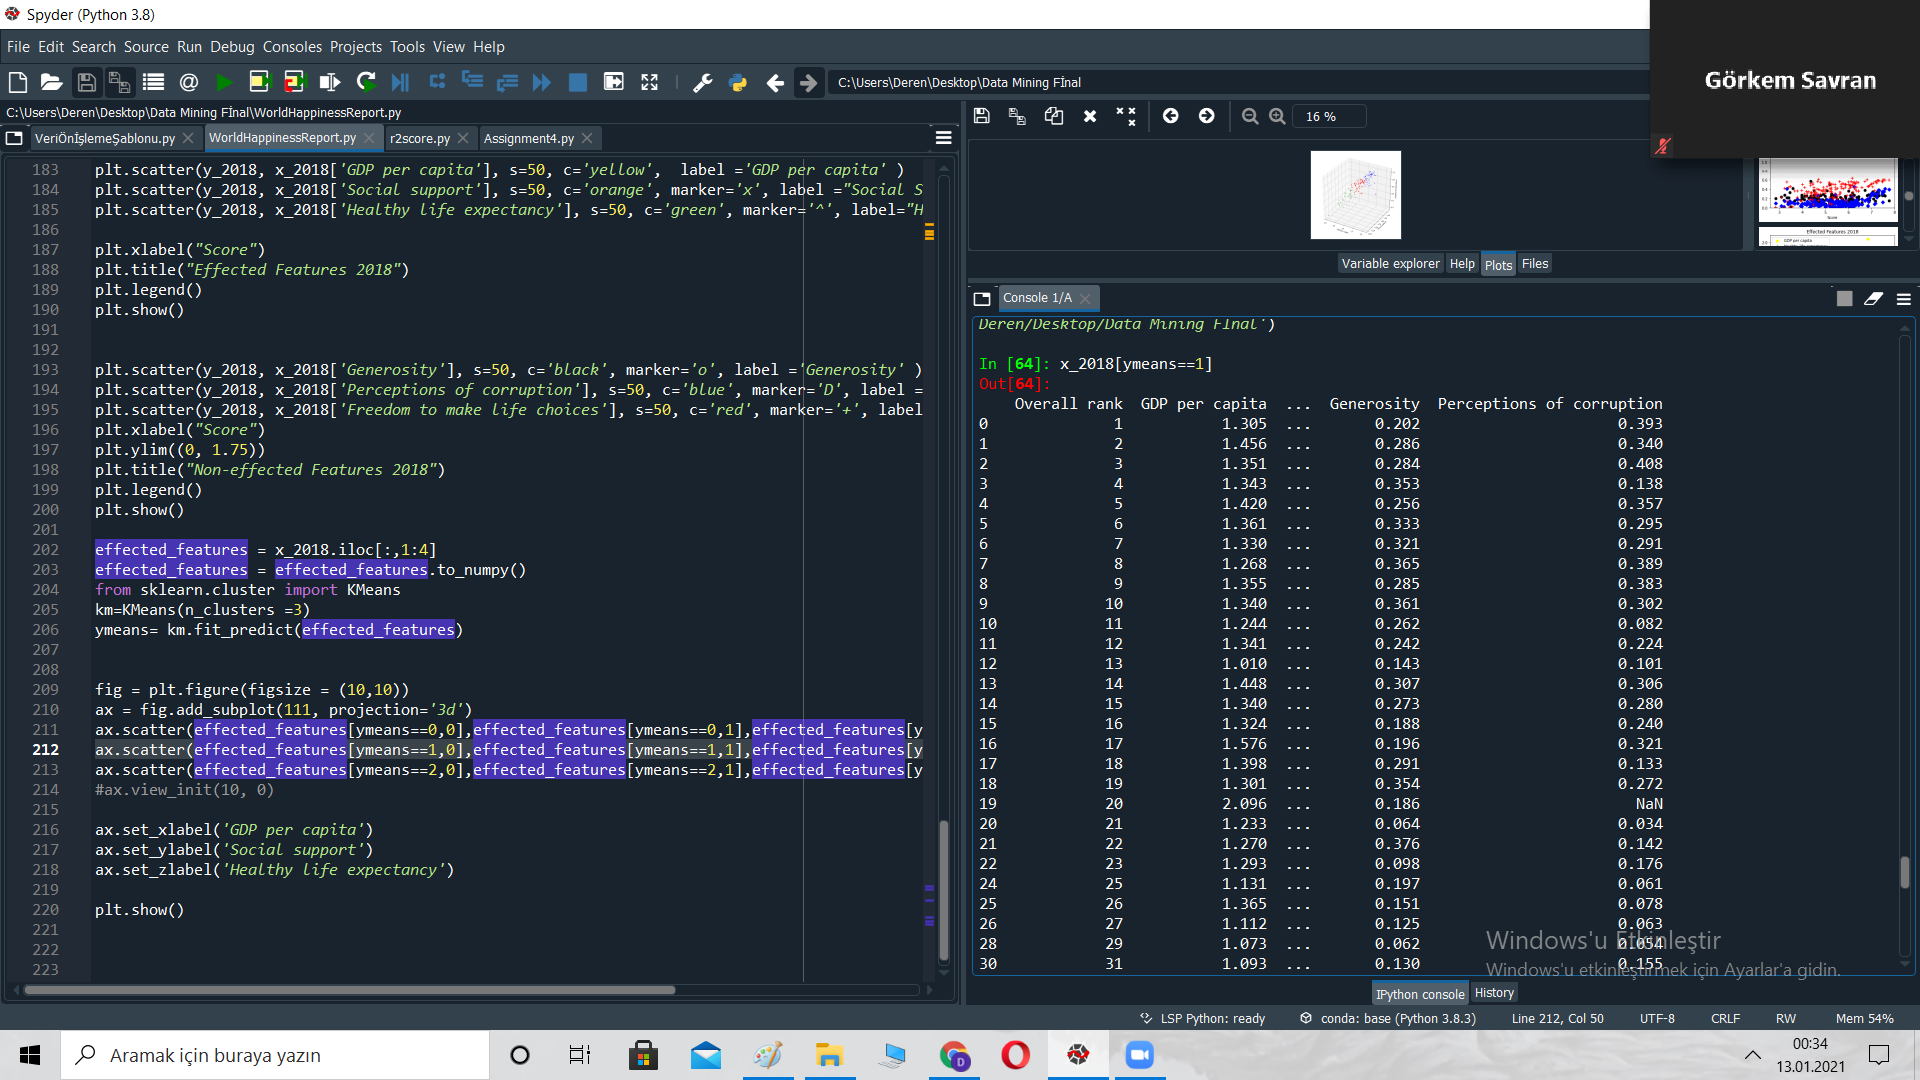 Spyder (Python 3.8)
File Edit Search Source Run Debug Consoles Projects Tools View Help
C:\Users\Deren\Desktop\Data Mining Fİnal
Görkem Savran
C:\Users\Deren\Desktop\Data Mining Fİnal\WorldHappinessReport.py
VeriÖnİşlemeŞablonu.py WorldHappinessReport.py r2score.py Assignment4.py
16 %
183 plt.scatter(y_2018, x_2018['GDP per capita'], s=50, c='yellow', label ='GDP per capita' )
184 plt.scatter(y_2018, x_2018['Social support'], s=50, c='orange', marker='x', label ="Social S
185 plt.scatter(y_2018, x_2018['Healthy life expectancy'], s=50, c='green', marker='^', label="H
186
187 plt.xlabel("Score")
188 plt.title("Effected Features 2018")
189 plt.legend()
190 plt.show()
191
192
193 plt.scatter(y_2018, x_2018['Generosity'], s=50, c='black', marker='o', label ='Generosity' )
194 plt.scatter(y_2018, x_2018['Perceptions of corruption'], s=50, c='blue', marker='D', label =
195 plt.scatter(y_2018, x_2018['Freedom to make life choices'], s=50, c='red', marker='+', label
196 plt.xlabel("Score")
197 plt.ylim((0, 1.75))
198 plt.title("Non-effected Features 2018")
199 plt.legend()
200 plt.show()
201
202 effected_features = x_2018.iloc[:,1:4]
203 effected_features = effected_features.to_numpy()
204 from sklearn.cluster import KMeans
205 km=KMeans(n_clusters =3)
206 ymeans= km.fit_predict(effected_features)
207
208
209 fig = plt.figure(figsize = (10,10))
210 ax = fig.add_subplot(111, projection='3d')
211 ax.scatter(effected_features[ymeans==0,0],effected_features[ymeans==0,1],effected_features[y
212 ax.scatter(effected_features[ymeans==1,0],effected_features[ymeans==1,1],effected_features[y
213 ax.scatter(effected_features[ymeans==2,0],effected_features[ymeans==2,1],effected_features[y
214 #ax.view_init(10, 0)
215
216 ax.set_xlabel('GDP per capita')
217 ax.set_ylabel('Social support')
218 ax.set_zlabel('Healthy life expectancy')
219
220 plt.show()
221
222
223
Score
Effected Features 2018
GDP per capita
Variable explorer Help Plots Files
Console 1/A
Deren/Desktop/Data Mining Fİnal')
In [64]: x_2018[ymeans==1]
Out[64]:
Overall rank GDP per capita ... Generosity Perceptions of corruption
0 1 1.305 ... 0.202 0.393
1 2 1.456 ... 0.286 0.340
2 3 1.351 ... 0.284 0.408
3 4 1.343 ... 0.353 0.138
4 5 1.420 ... 0.256 0.357
5 6 1.361 ... 0.333 0.295
6 7 1.330 ... 0.321 0.291
7 8 1.268 ... 0.365 0.389
8 9 1.355 ... 0.285 0.383
9 10 1.340 ... 0.361 0.302
10 11 1.244 ... 0.262 0.082
11 12 1.341 ... 0.242 0.224
12 13 1.010 ... 0.143 0.101
13 14 1.448 ... 0.307 0.306
14 15 1.340 ... 0.273 0.280
15 16 1.324 ... 0.188 0.240
16 17 1.576 ... 0.196 0.321
17 18 1.398 ... 0.291 0.133
18 19 1.301 ... 0.354 0.272
19 20 2.096 ... 0.186 NaN
20 21 1.233 ... 0.064 0.034
21 22 1.270 ... 0.376 0.142
22 23 1.293 ... 0.098 0.176
24 25 1.131 ... 0.197 0.061
25 26 1.365 ... 0.151 0.078
26 27 1.112 ... 0.125 0.063
28 29 1.073 ... 0.062 0.054
30 31 1.093 ... 0.130 0.155
Windows'u Etkinleştir
Windows'u etkinleştirmek için Ayarlar'a gidin.
IPython console History
LSP Python: ready conda: base (Python 3.8.3) Line 212, Col 50 UTF-8 CRLF RW Mem 54%
Aramak için buraya yazın
D
00:34
13.01.2021